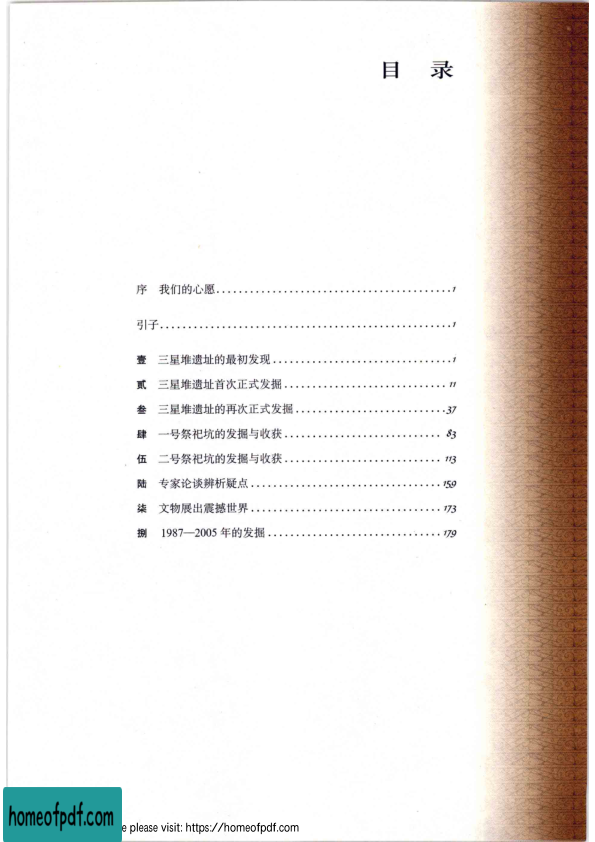 目 录
序 我们的心愿..........................................1
引子....................................................1
壹 三星堆遗址的最初发现................................1
贰 三星堆遗址首次正式发掘.............................11
叁 三星堆遗址的再次正式发掘...........................37
肆 一号祭祀坑的发掘与收获.............................83
伍 二号祭祀坑的发掘与收获............................113
陆 专家论谈辨析疑点..................................159
柒 文物展出震撼世界..................................173
捌 1987—2005 年的发掘...............................179
homeofpdf.com
e please visit: https://homeofpdf.com